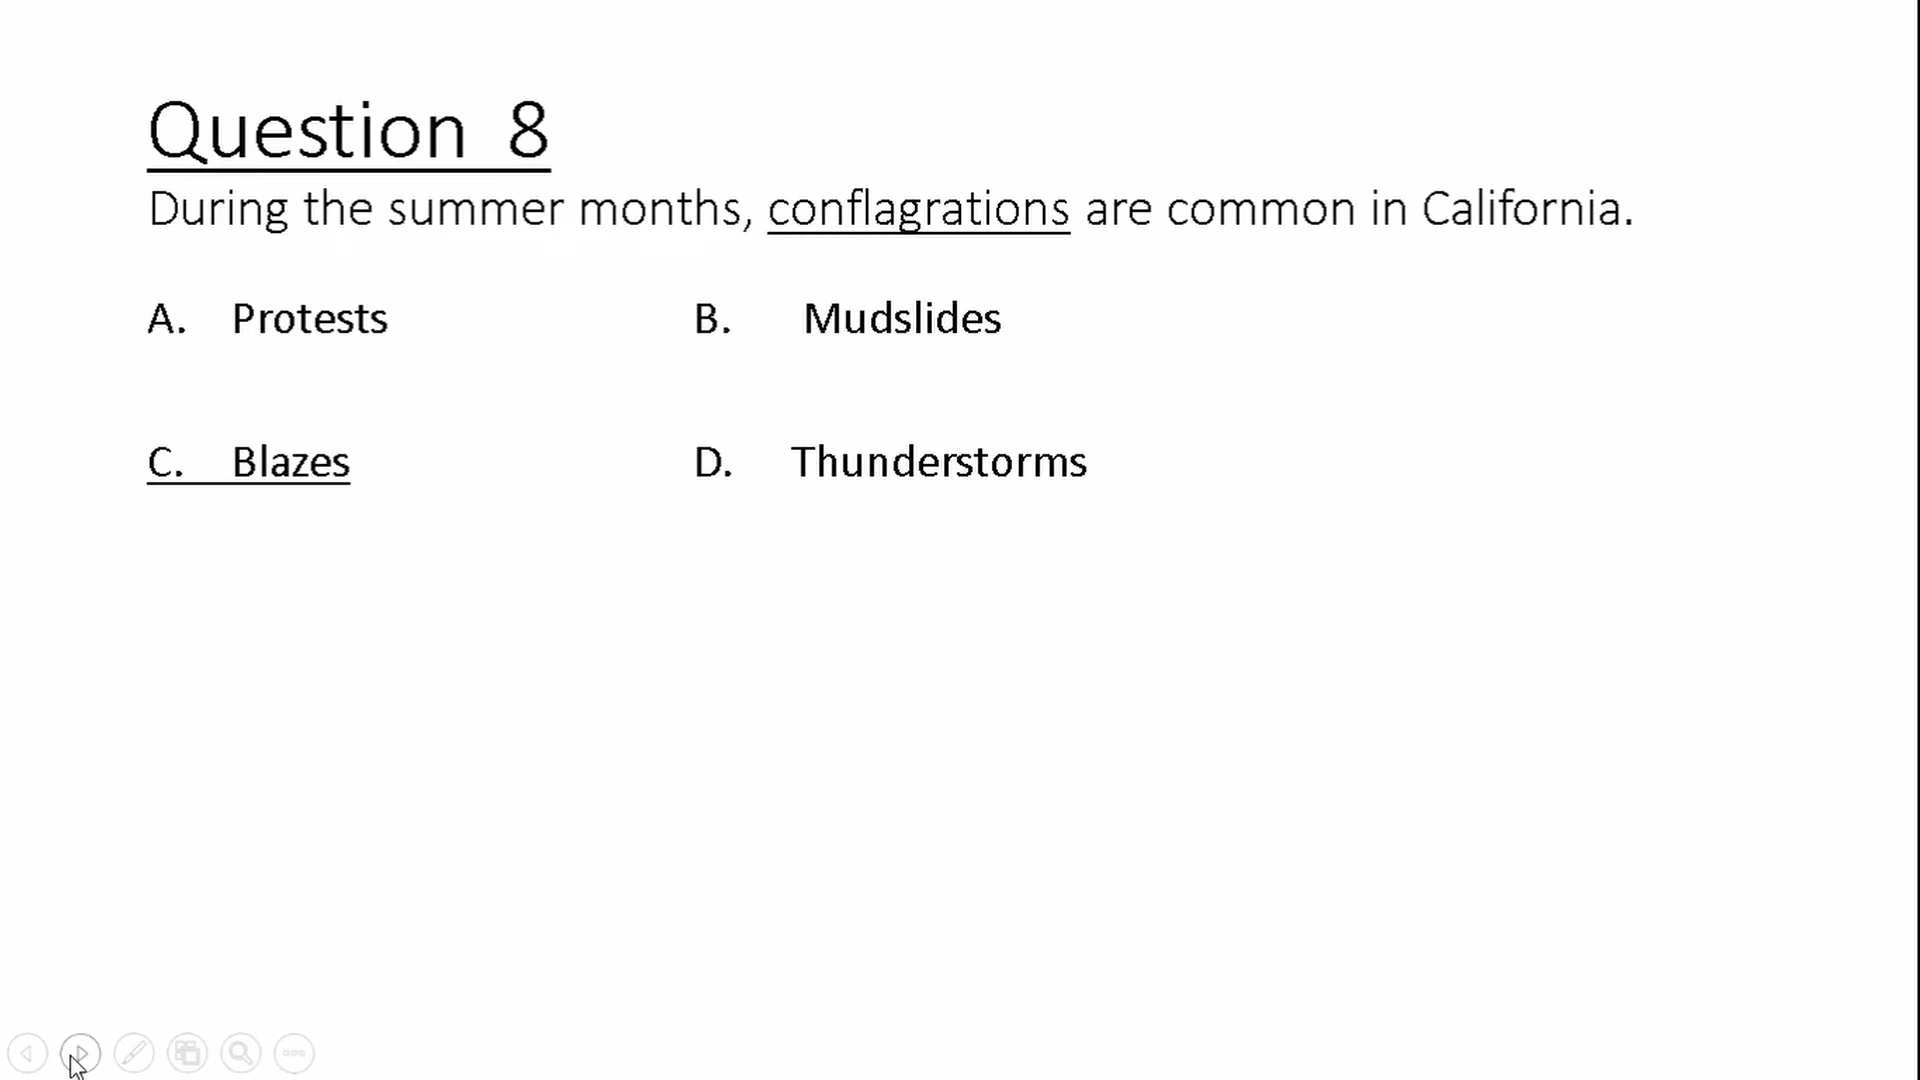 Question 8
During the summer months, conflagrations are common in California.
A. Protests B. Mudslides
C. Blazes D. Thunderstorms